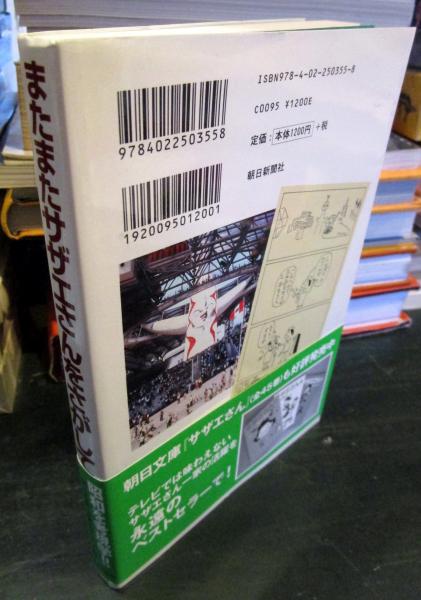 またまたサザエさんをさがして
ISBN978-4-02-250355-8
C0095 ¥1200E
定価:本体1200円 +税
朝日新聞社
9784022503558
1920095012001
朝日文庫「サザエさん」(全45巻)も好評発売中
テレビでは味わえない
サザエさん一家の活躍を
永遠の
ベストセラーで!